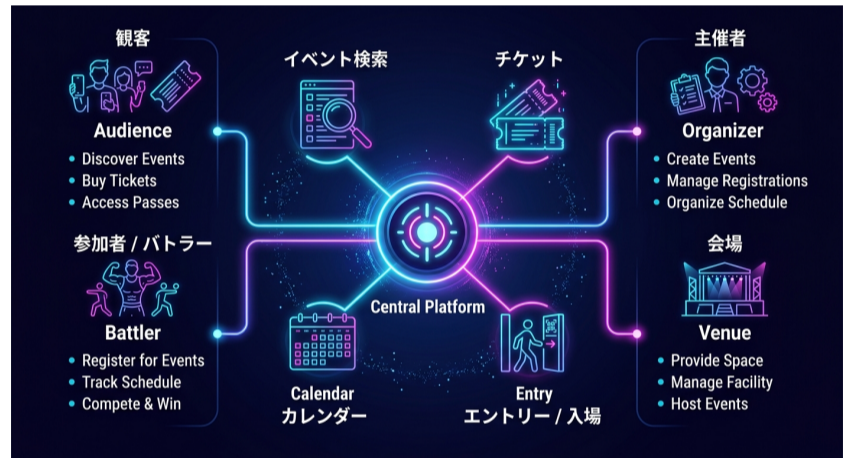 観客
Audience
• Discover Events
• Buy Tickets
• Access Passes
参加者 / バトラー
Battler
• Register for Events
• Track Schedule
• Compete & Win
イベント検索
チケット
Central Platform
Calendar
カレンダー
Entry
エントリー / 入場
主催者
Organizer
• Create Events
• Manage Registrations
• Organize Schedule
会場
Venue
• Provide Space
• Manage Facility
• Host Events